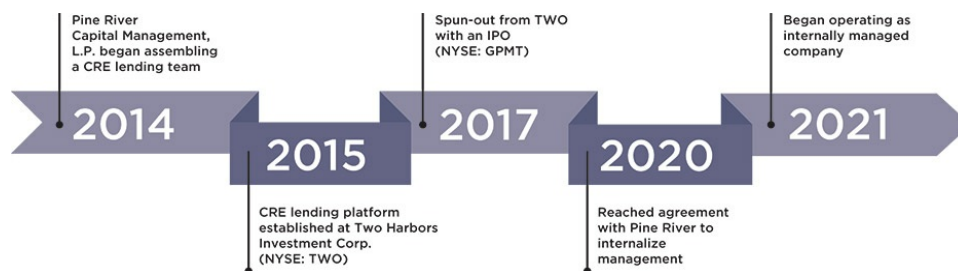 Pine River
Capital Management,
L.P. began assembling
a CRE lending team
2014
2015
CRE lending platform
established at Two Harbors
Investment Corp.
(NYSE: TWO)
Spun-out from TWO
with an IPO
(NYSE: GPMT)
2017
2020
Reached agreement
with Pine River to
internalize
management
Began operating as
internally managed
company
2021